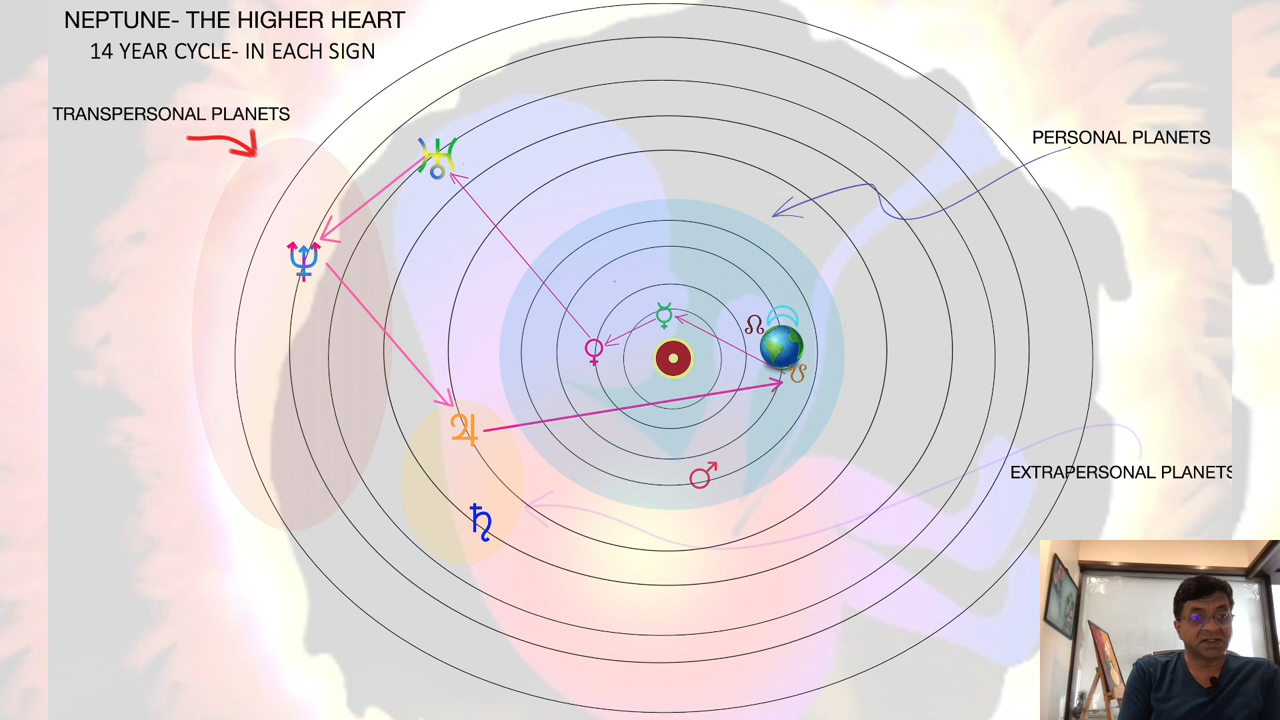 NEPTUNE- THE HIGHER HEART
14 YEAR CYCLE- IN EACH SIGN
TRANSPERSONAL PLANETS
PERSONAL PLANETS
EXTRAPERSONAL PLANETS